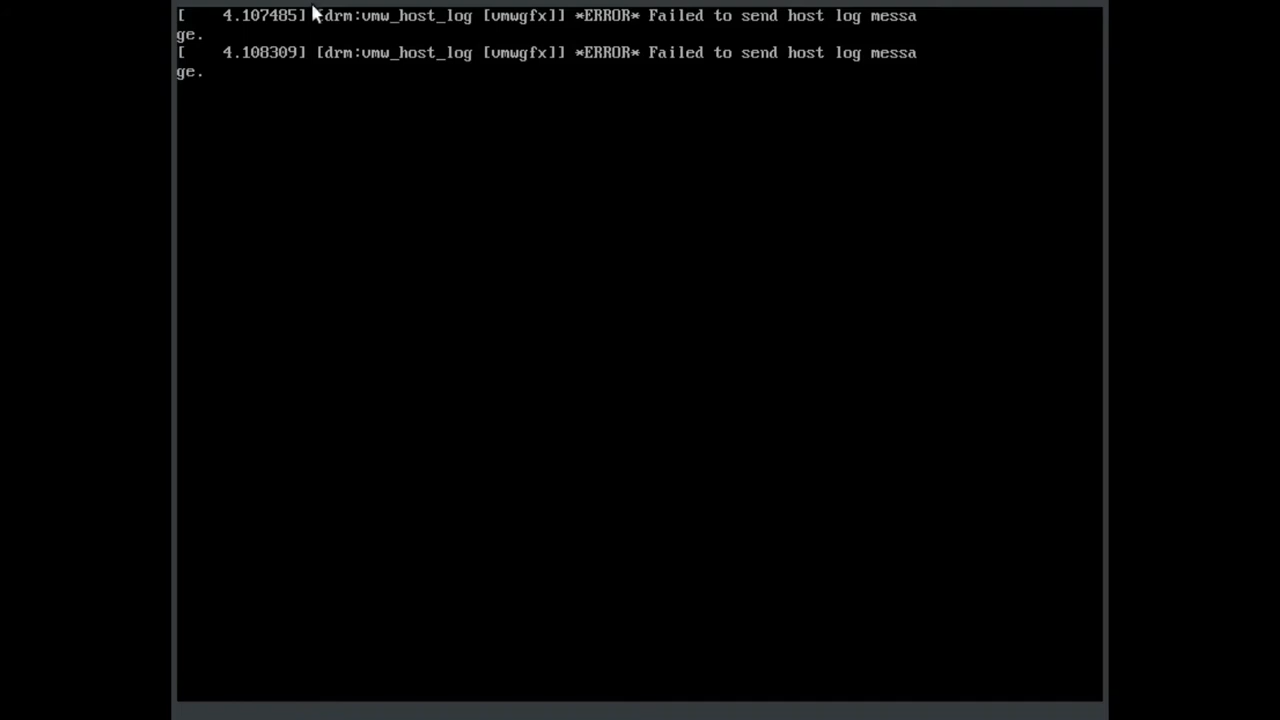 [    4.107485] [drm:vmw_host_log [vmwgfx]] *ERROR* Failed to send host log messa
ge.
[    4.108309] [drm:vmw_host_log [vmwgfx]] *ERROR* Failed to send host log messa
ge.